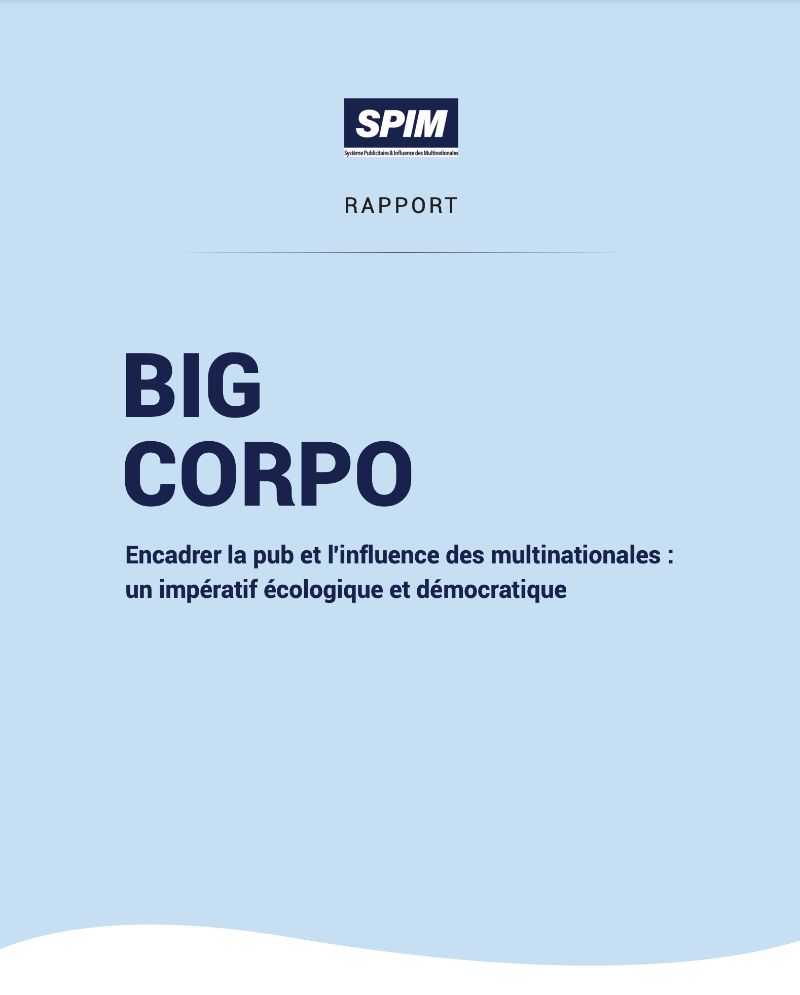 SPIM
Système Publicitaire & Influence des Multinationales
RAPPORT
BIG
CORPO
Encadrer la pub et l'influence des multinationales :
un impératif écologique et démocratique